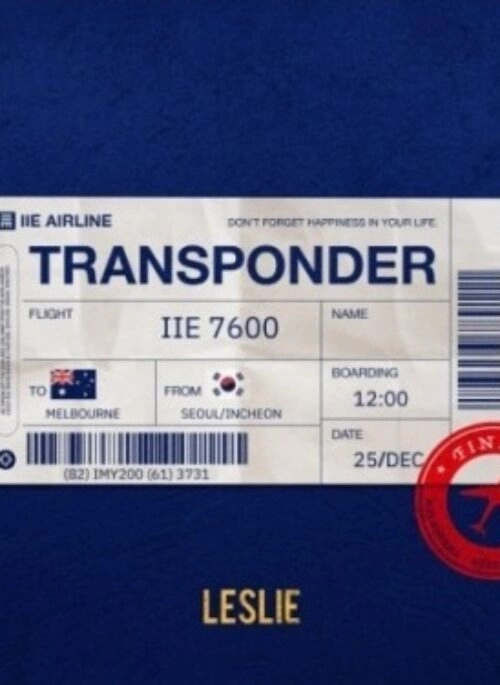 IIE AIRLINE
DON'T FORGET HAPPINESS IN YOUR LIFE.
TRANSPONDER
FLIGHT
IIE 7600
NAME
TO
MELBOURNE
FROM
SEOUL/INCHEON
BOARDING
12:00
DATE
25/DEC
(82) IMY200 (61) 3731
TIN
LESLIE